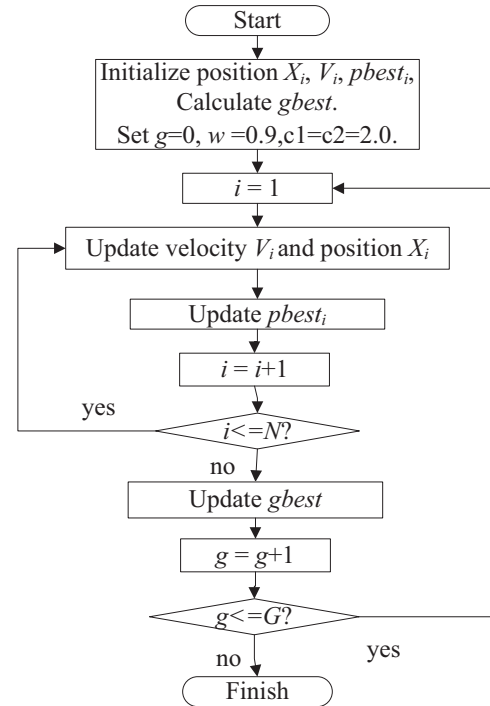 Start
Initialize position Xi, Vi, pbesti,
Calculate gbest.
Set g=0, w =0.9,c1=c2=2.0.
i = 1
Update velocity Vi and position Xi
Update pbesti
i = i+1
yes
i<=N?
no
Update gbest
g = g+1
g<=G?
no
yes
Finish